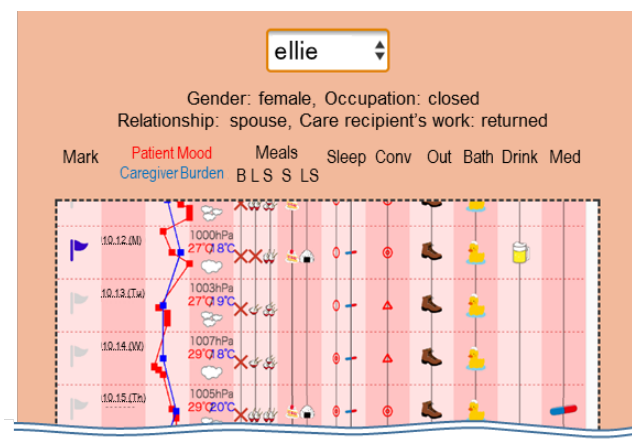 ellie
Gender: female, Occupation: closed
Relationship: spouse, Care recipient's work: returned
Mark Patient Mood Meals Sleep Conv Out Bath Drink Med
Caregiver Burden B L S S LS
10.12.(M) 1000hPa
27℃ 18℃
10.13.(Tu) 1003hPa
27℃ 19℃
10.14.(W) 1007hPa
29℃ 18℃
10.15.(Th) 1005hPa
29℃ 20℃